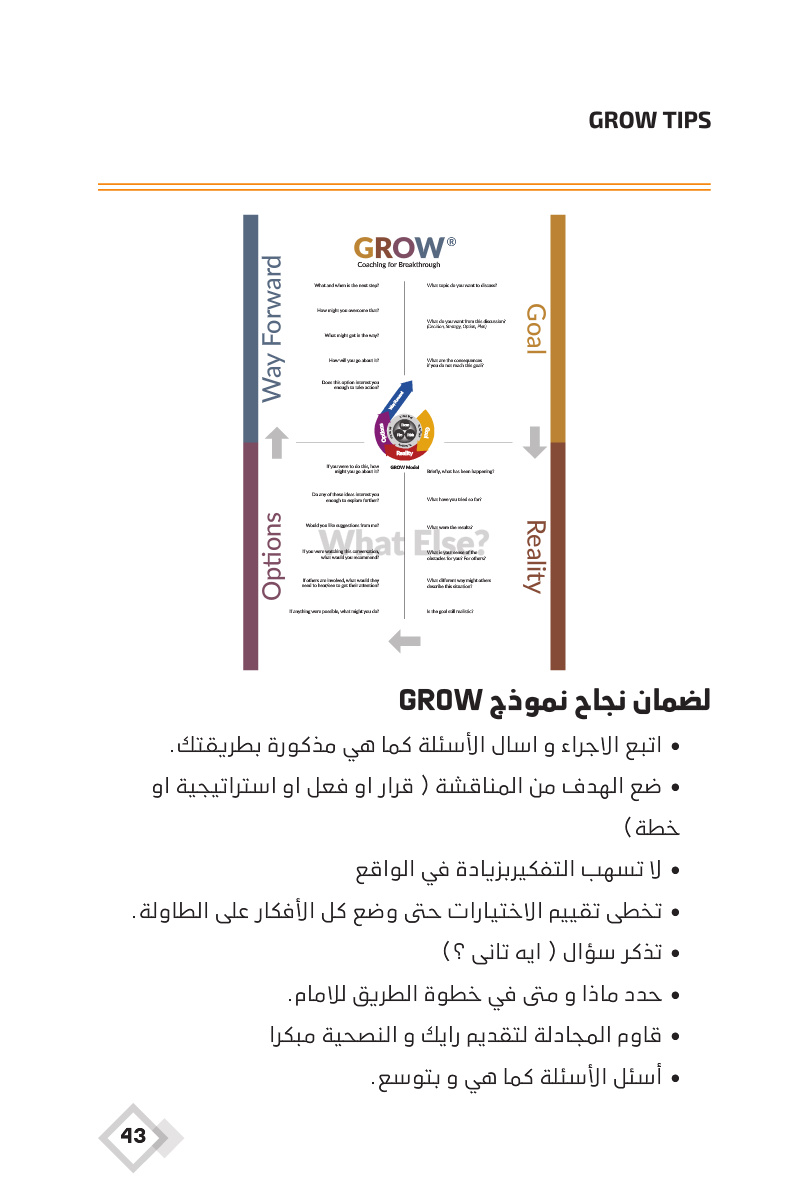 GROW TIPS
GROW®
Coaching for Breakthrough
Goal
What topic do you want to discuss?
What do you want from this discussion?
(Decision, Strategy, Option, Plan)
What are the consequences
if you do not reach this goal?
Reality
Briefly, what has been happening?
What have you tried so far?
What were the results?
What is your sense of the
obstacles for you? For others?
What different way might others
describe this situation?
Is the goal still realistic?
Options
If you were to do this, how
might you go about it?
Do any of these ideas interest you
enough to explore further?
Would you like suggestions from me?
If you were watching this conversation,
what would you recommend?
If others are involved, what would they
need to hear/see to get their attention?
If anything were possible, what might you do?
Way Forward
What and when is the next step?
How might you overcome that?
What might get in the way?
How will you go about it?
Does this option interest you
enough to take action?
Way Forward
Options
Goal
Reality
GROW Model
What Else?
لضمان نجاح نموذج GROW
• اتبع الاجراء و اسال الأسئلة كما هي مذكورة بطريقتك.
• ضع الهدف من المناقشة ( قرار او فعل او استراتيجية او
خطة)
• لا تسهب التفكيربزيادة في الواقع
• تخطى تقييم الاختيارات حتى وضع كل الأفكار على الطاولة.
• تذكر سؤال ( ايه تانى ؟)
• حدد ماذا و متى في خطوة الطريق للامام.
• قاوم المجادلة لتقديم رايك و النصحية مبكرا
• أسئل الأسئلة كما هي و بتوسع.
43